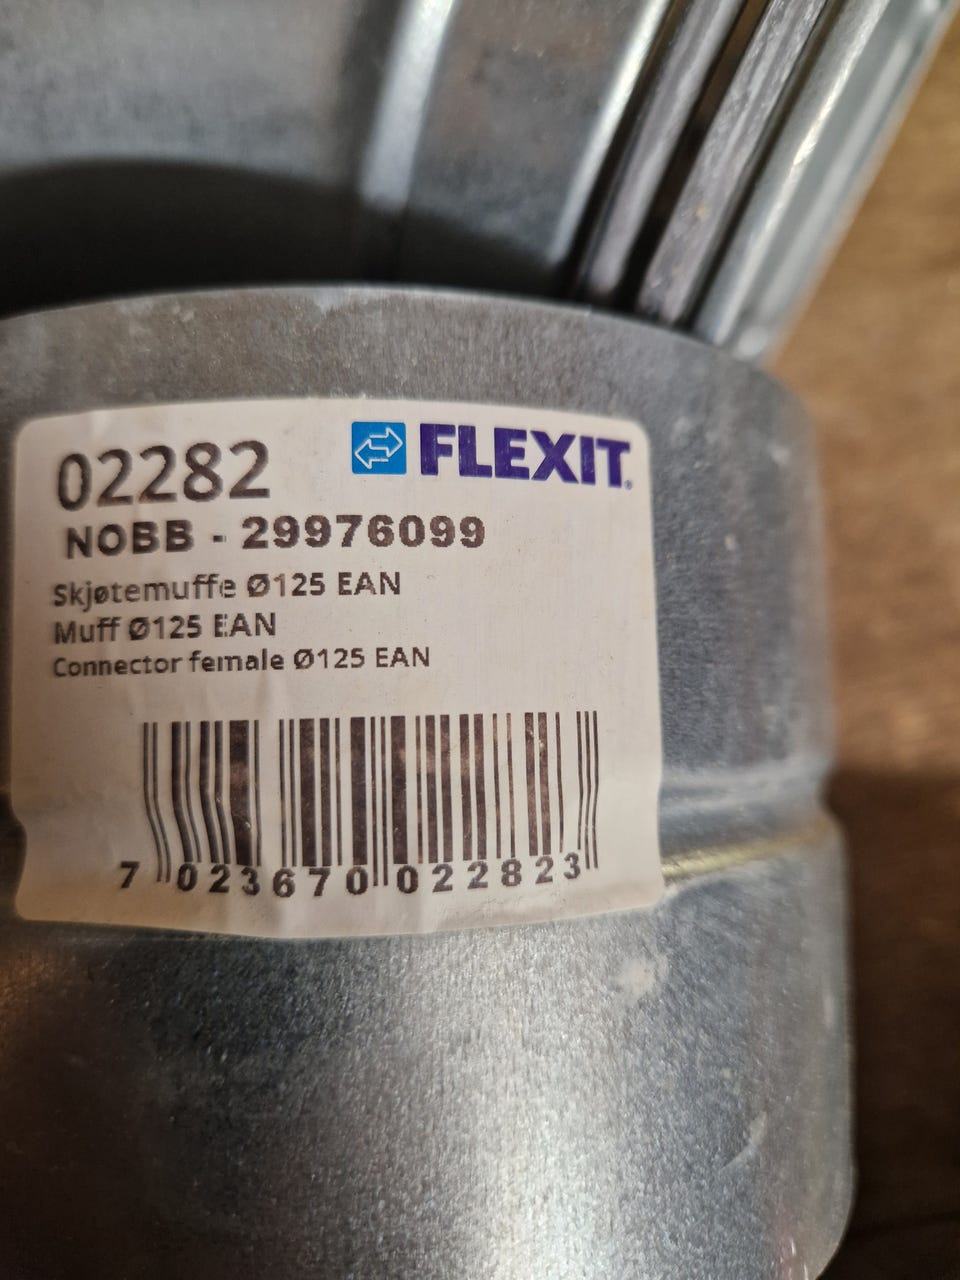 02282 FLEXIT®
NOBB - 29976099
Skjøtemuffe Ø125 EAN
Muff Ø125 EAN
Connector female Ø125 EAN
7 023670 022823